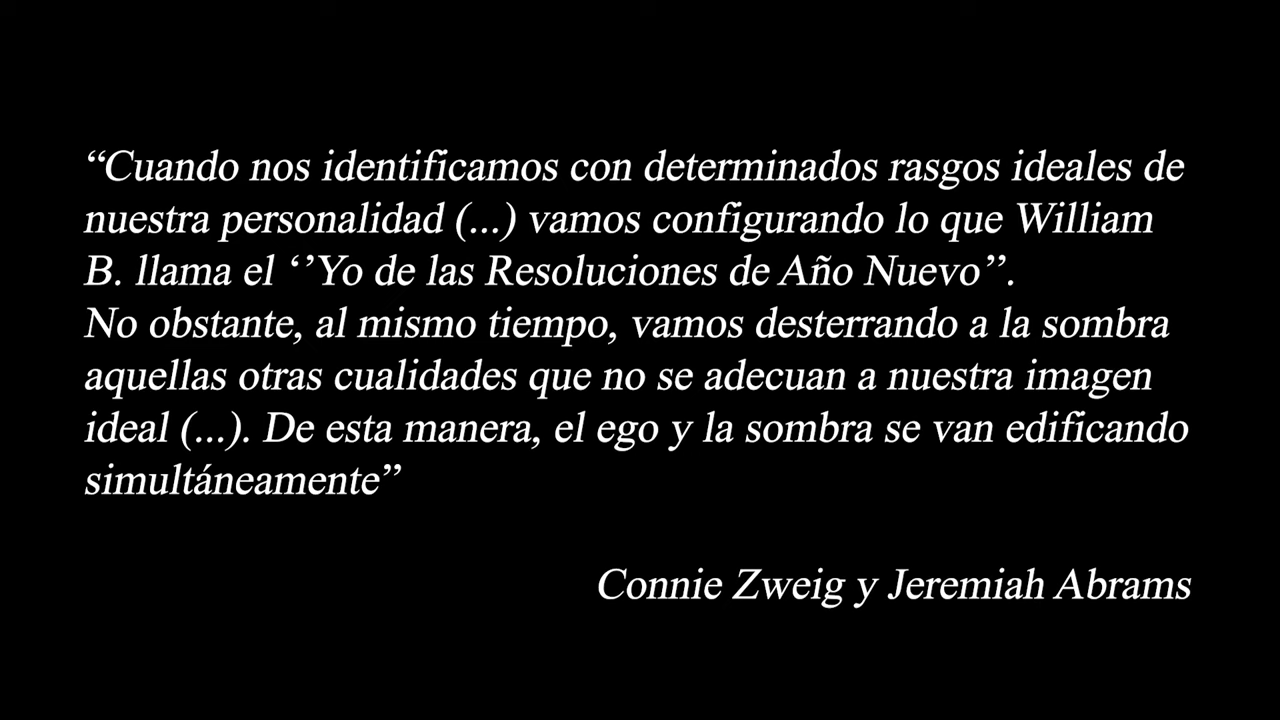 “Cuando nos identificamos con determinados rasgos ideales de
nuestra personalidad (...) vamos configurando lo que William
B. llama el ‘’Yo de las Resoluciones de Año Nuevo”.
No obstante, al mismo tiempo, vamos desterrando a la sombra
aquellas otras cualidades que no se adecuan a nuestra imagen
ideal (...). De esta manera, el ego y la sombra se van edificando
simultáneamente”
Connie Zweig y Jeremiah Abrams